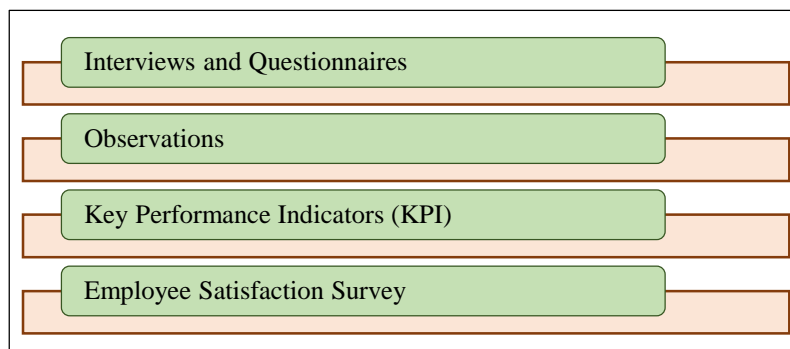 Interviews and Questionnaires
Observations
Key Performance Indicators (KPI)
Employee Satisfaction Survey